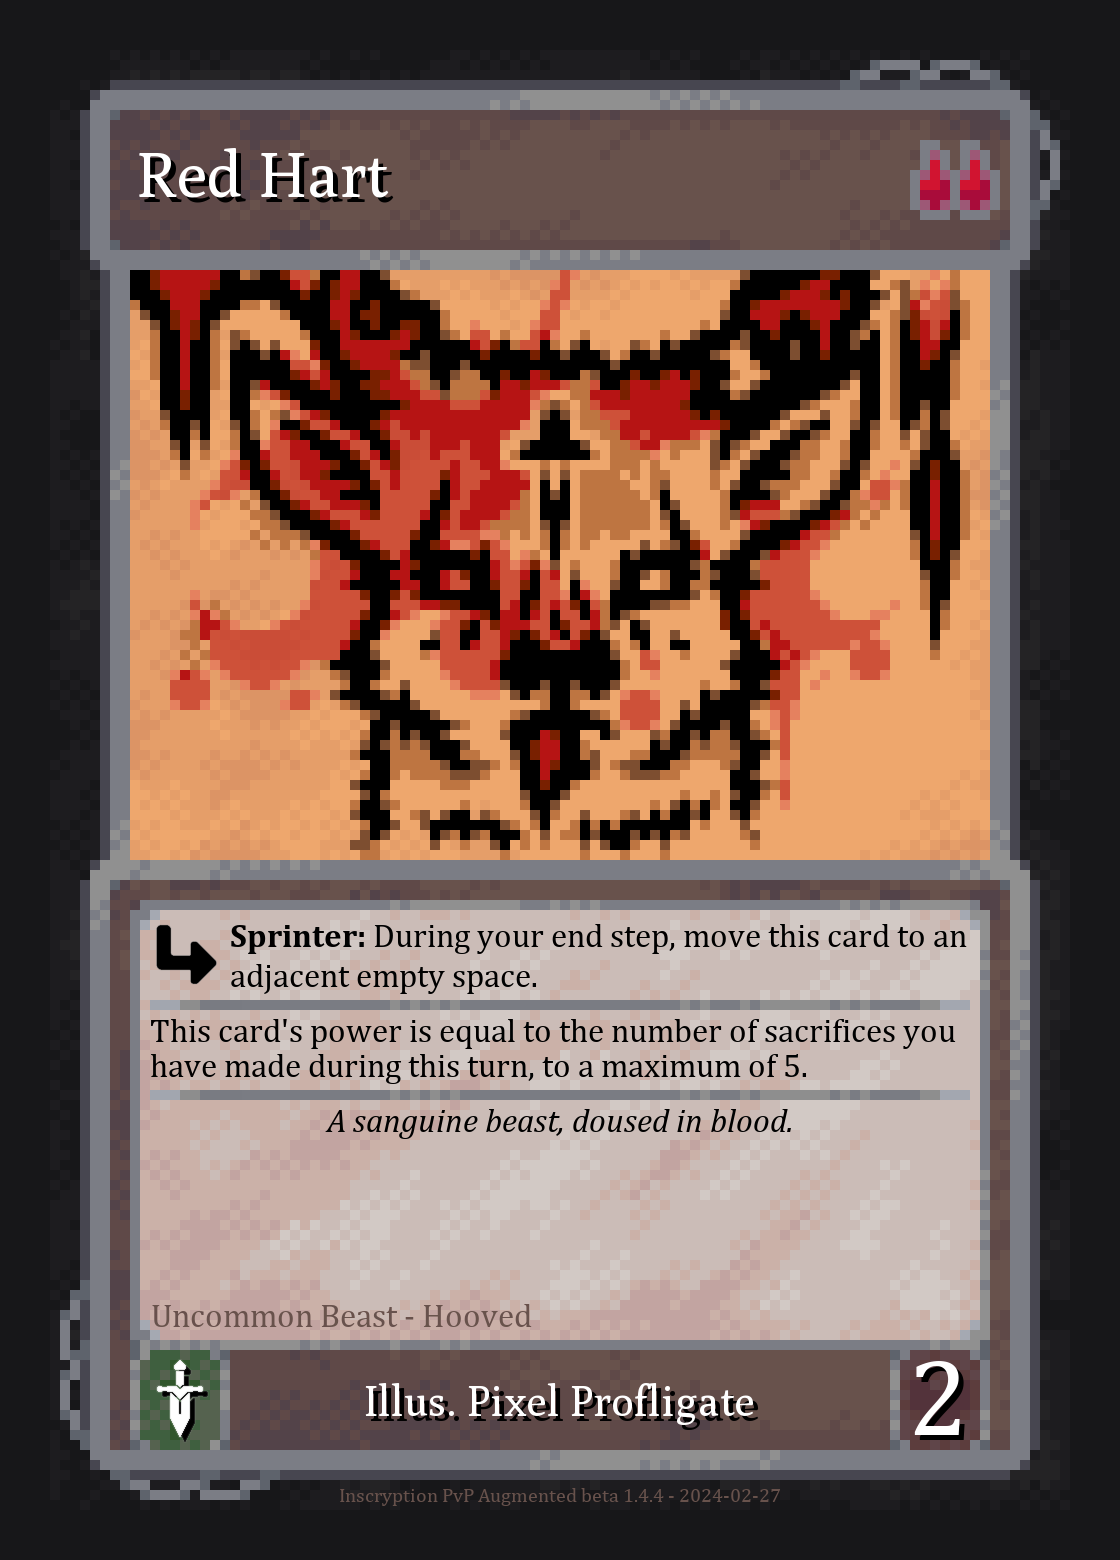 Red Hart
Sprinter: During your end step, move this card to an
adjacent empty space.
This card's power is equal to the number of sacrifices you
have made during this turn, to a maximum of 5.
A sanguine beast, doused in blood.
Uncommon Beast - Hooved
Illus. Pixel Profligate
2
Inscryption PvP Augmented beta 1.4.4 - 2024-02-27